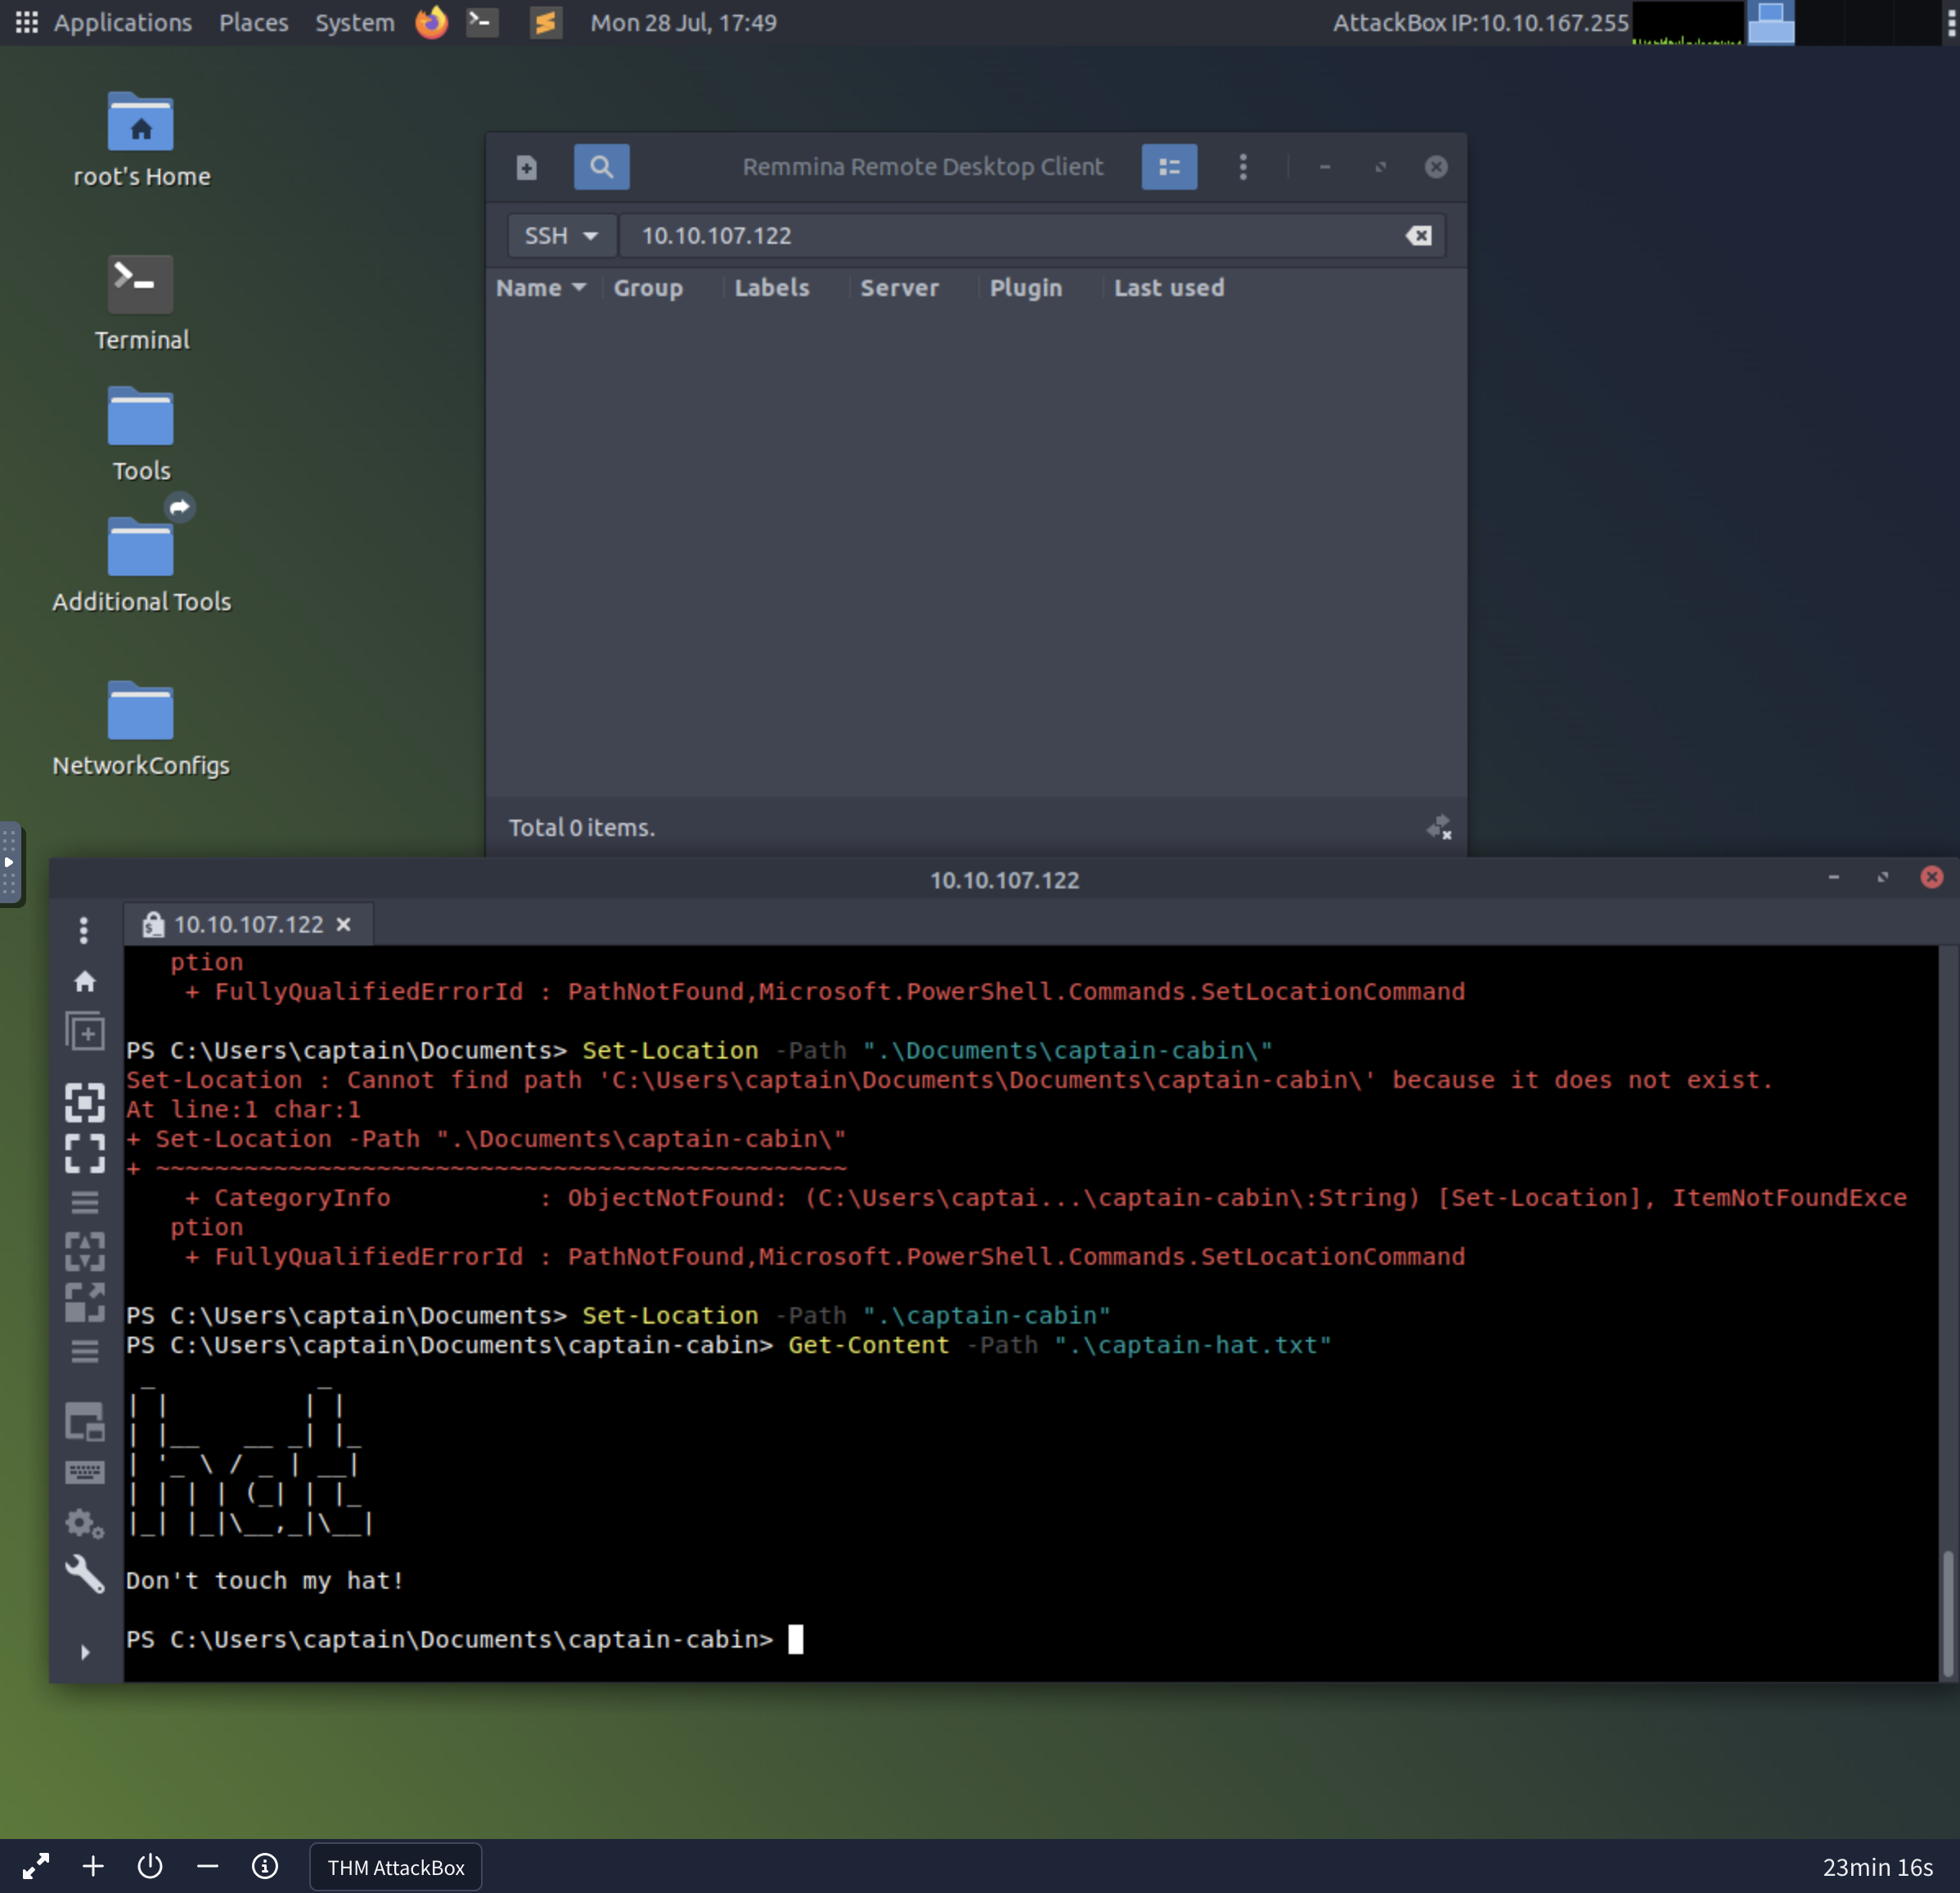 Applications Places System Mon 28 Jul, 17:49 AttackBox IP:10.10.167.255
root's Home
Terminal
Tools
Additional Tools
NetworkConfigs
Remmina Remote Desktop Client
SSH 10.10.107.122
Name Group Labels Server Plugin Last used
Total 0 items.
10.10.107.122
10.10.107.122
   ption
    + FullyQualifiedErrorId : PathNotFound,Microsoft.PowerShell.Commands.SetLocationCommand
PS C:\Users\captain\Documents> Set-Location -Path ".\Documents\captain-cabin\"
Set-Location : Cannot find path 'C:\Users\captain\Documents\Documents\captain-cabin\' because it does not exist.
At line:1 char:1
+ Set-Location -Path ".\Documents\captain-cabin\"
+ ~~~~~~~~~~~~~~~~~~~~~~~~~~~~~~~~~~~~~~~~~~~~~~~
    + CategoryInfo          : ObjectNotFound: (C:\Users\captai...\captain-cabin\:String) [Set-Location], ItemNotFoundExce
   ption
    + FullyQualifiedErrorId : PathNotFound,Microsoft.PowerShell.Commands.SetLocationCommand
PS C:\Users\captain\Documents> Set-Location -Path ".\captain-cabin"
PS C:\Users\captain\Documents\captain-cabin> Get-Content -Path ".\captain-hat.txt"
hat
Don't touch my hat!
PS C:\Users\captain\Documents\captain-cabin>
THM AttackBox 23min 16s